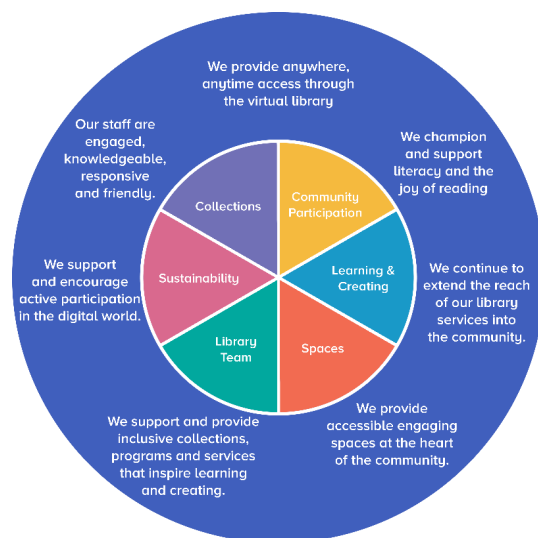 We provide anywhere,
anytime access through
the virtual library
We champion
and support
literacy and the
joy of reading
We continue to
extend the reach
of our library
services into
the community.
We provide
accessible engaging
spaces at the heart
of the community.
We support and provide
inclusive collections,
programs and services
that inspire learning
and creating.
We support
and encourage
active participation
in the digital world.
Our staff are
engaged,
knowledgeable,
responsive
and friendly.
Collections
Community
Participation
Learning &
Creating
Spaces
Library
Team
Sustainability